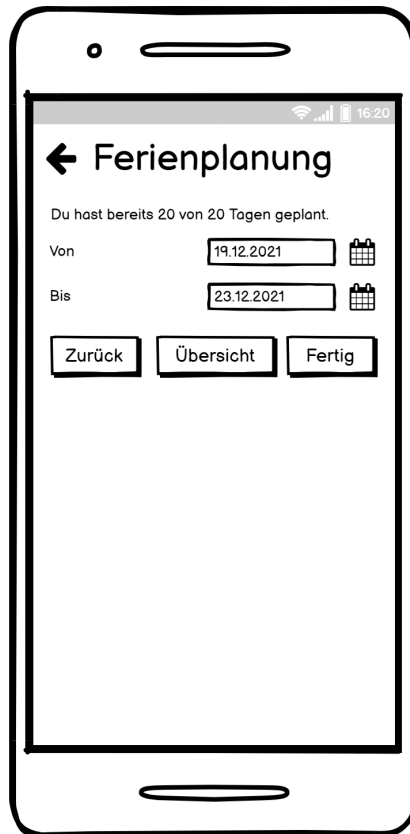 16:20
Ferienplanung
Du hast bereits 20 von 20 Tagen geplant.
Von 19.12.2021
Bis 23.12.2021
Zurück Übersicht Fertig